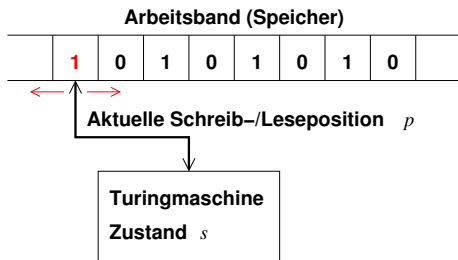 Arbeitsband (Speicher)
1 0 1 0 1 0 1 0
Aktuelle Schreib−/Leseposition p
Turingmaschine
Zustand s